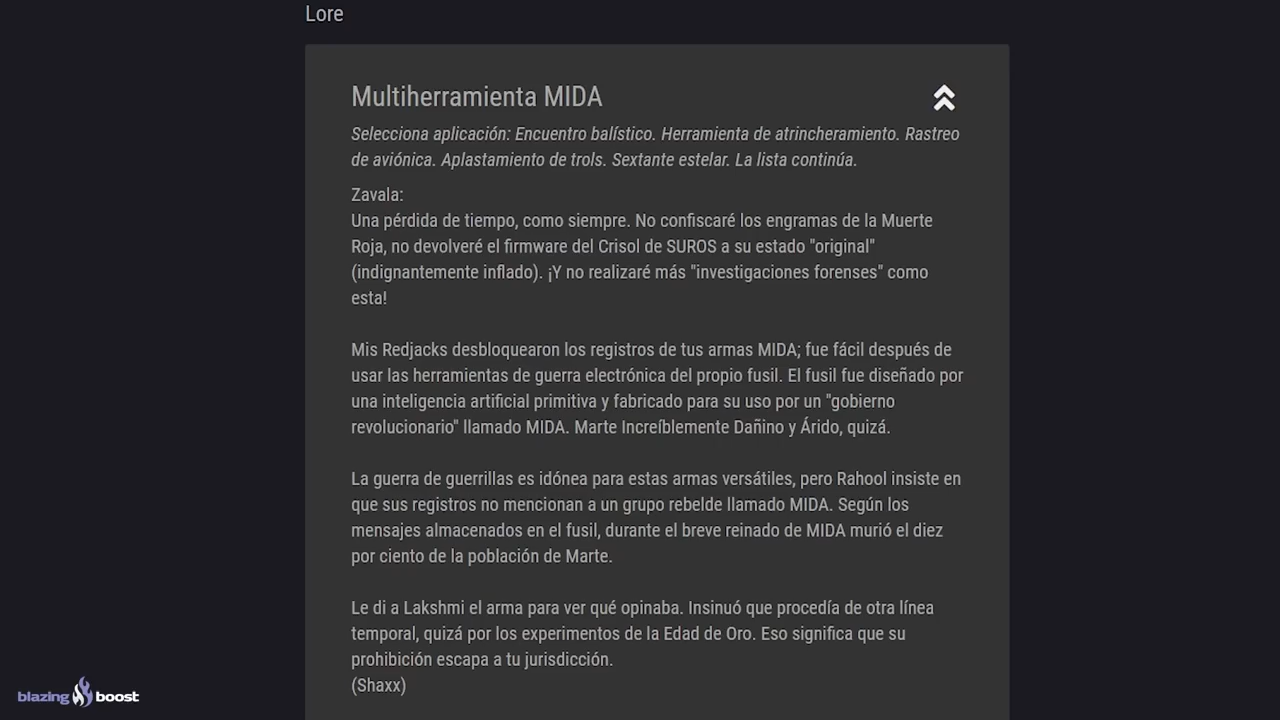 Lore
Multiherramienta MIDA
Selecciona aplicación: Encuentro balístico. Herramienta de atrincheramiento. Rastreo
de aviónica. Aplastamiento de trols. Sextante estelar. La lista continúa.
Zavala:
Una pérdida de tiempo, como siempre. No confiscaré los engramas de la Muerte
Roja, no devolveré el firmware del Crisol de SUROS a su estado "original"
(indignantemente inflado). ¡Y no realizaré más "investigaciones forenses" como
esta!
Mis Redjacks desbloquearon los registros de tus armas MIDA; fue fácil después de
usar las herramientas de guerra electrónica del propio fusil. El fusil fue diseñado por
una inteligencia artificial primitiva y fabricado para su uso por un "gobierno
revolucionario" llamado MIDA. Marte Increíblemente Dañino y Árido, quizá.
La guerra de guerrillas es idónea para estas armas versátiles, pero Rahool insiste en
que sus registros no mencionan a un grupo rebelde llamado MIDA. Según los
mensajes almacenados en el fusil, durante el breve reinado de MIDA murió el diez
por ciento de la población de Marte.
Le di a Lakshmi el arma para ver qué opinaba. Insinuó que procedía de otra línea
temporal, quizá por los experimentos de la Edad de Oro. Eso significa que su
prohibición escapa a tu jurisdicción.
(Shaxx)
blazing boost